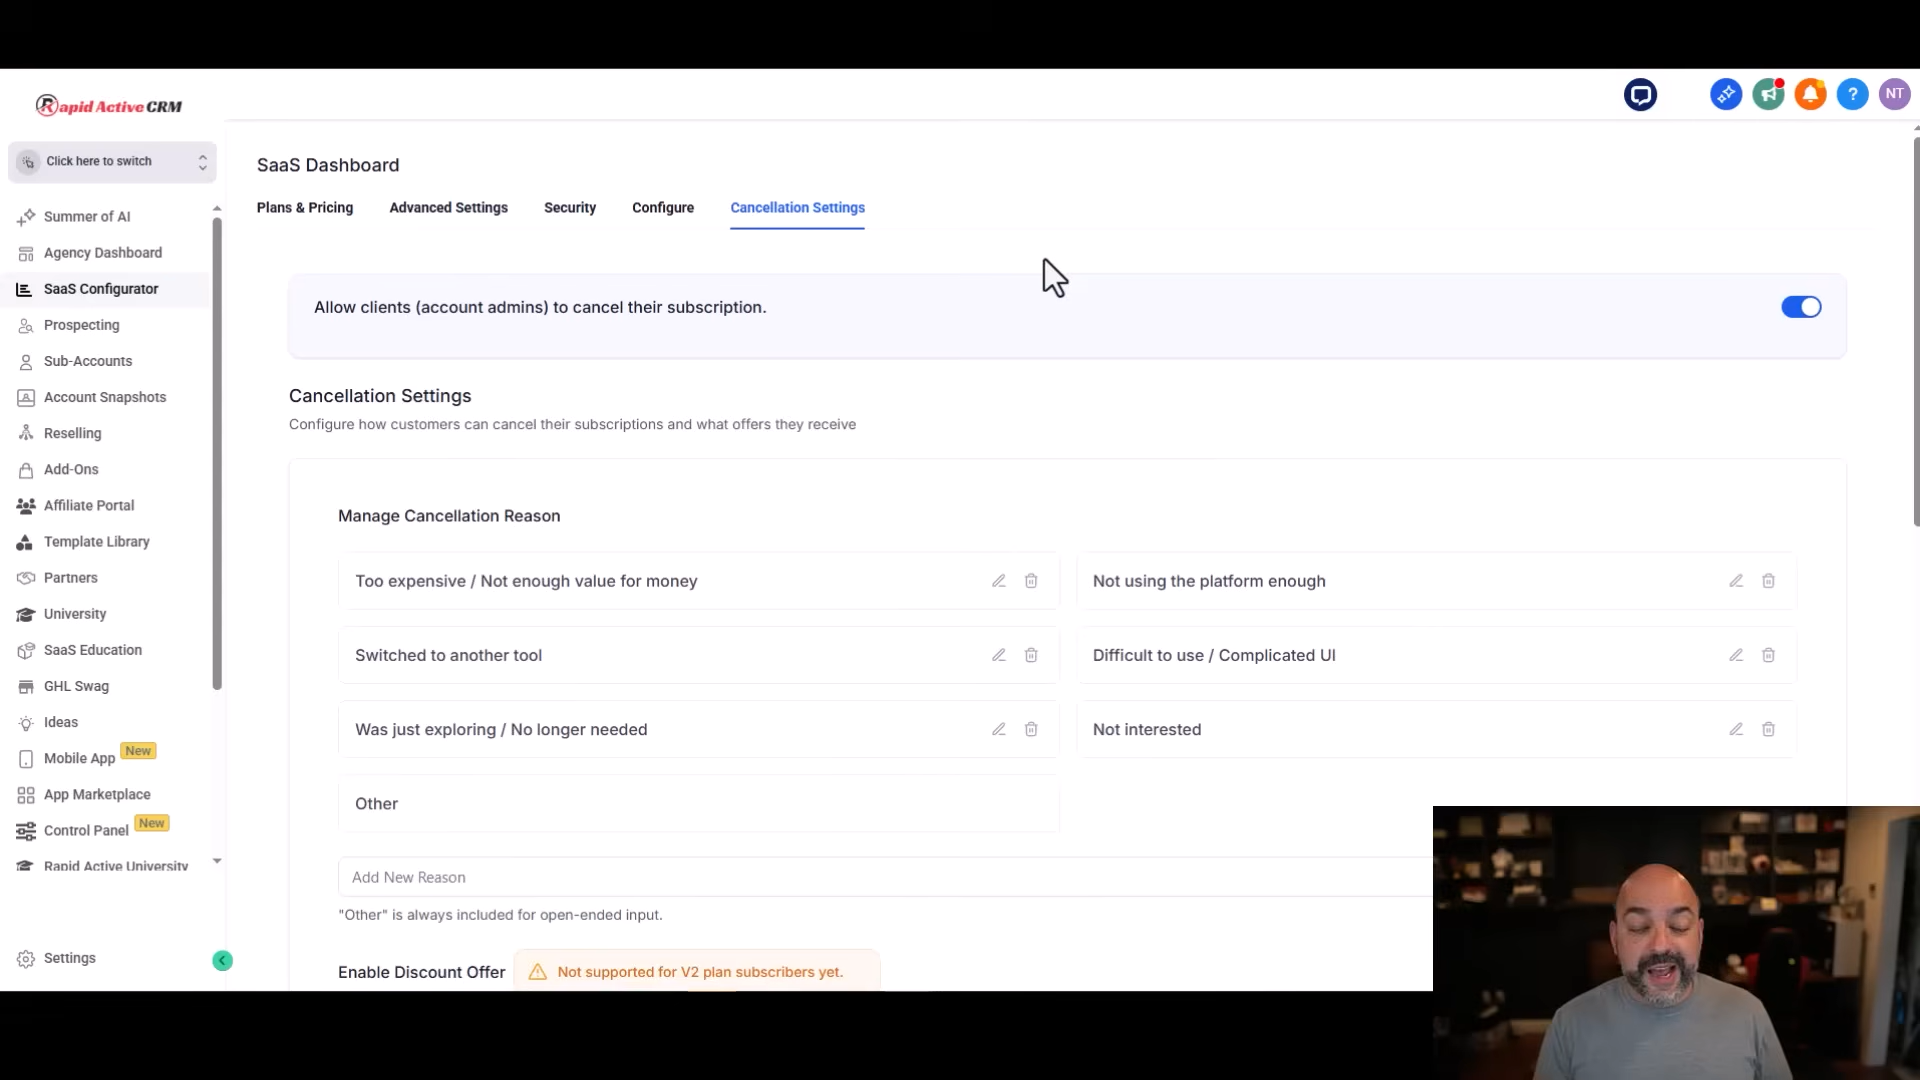 Rapid Active CRM
?
NT
Click here to switch
Summer of AI
Agency Dashboard
SaaS Configurator
Prospecting
Sub-Accounts
Account Snapshots
Reselling
Add-Ons
Affiliate Portal
Template Library
Partners
University
SaaS Education
GHL Swag
Ideas
Mobile App New
App Marketplace
Control Panel New
Rapid Active University
Settings
SaaS Dashboard
Plans & Pricing Advanced Settings Security Configure Cancellation Settings
Allow clients (account admins) to cancel their subscription.
Cancellation Settings
Configure how customers can cancel their subscriptions and what offers they receive
Manage Cancellation Reason
Too expensive / Not enough value for money
Not using the platform enough
Switched to another tool
Difficult to use / Complicated UI
Was just exploring / No longer needed
Not interested
Other
Add New Reason
"Other" is always included for open-ended input.
Enable Discount Offer
Not supported for V2 plan subscribers yet.